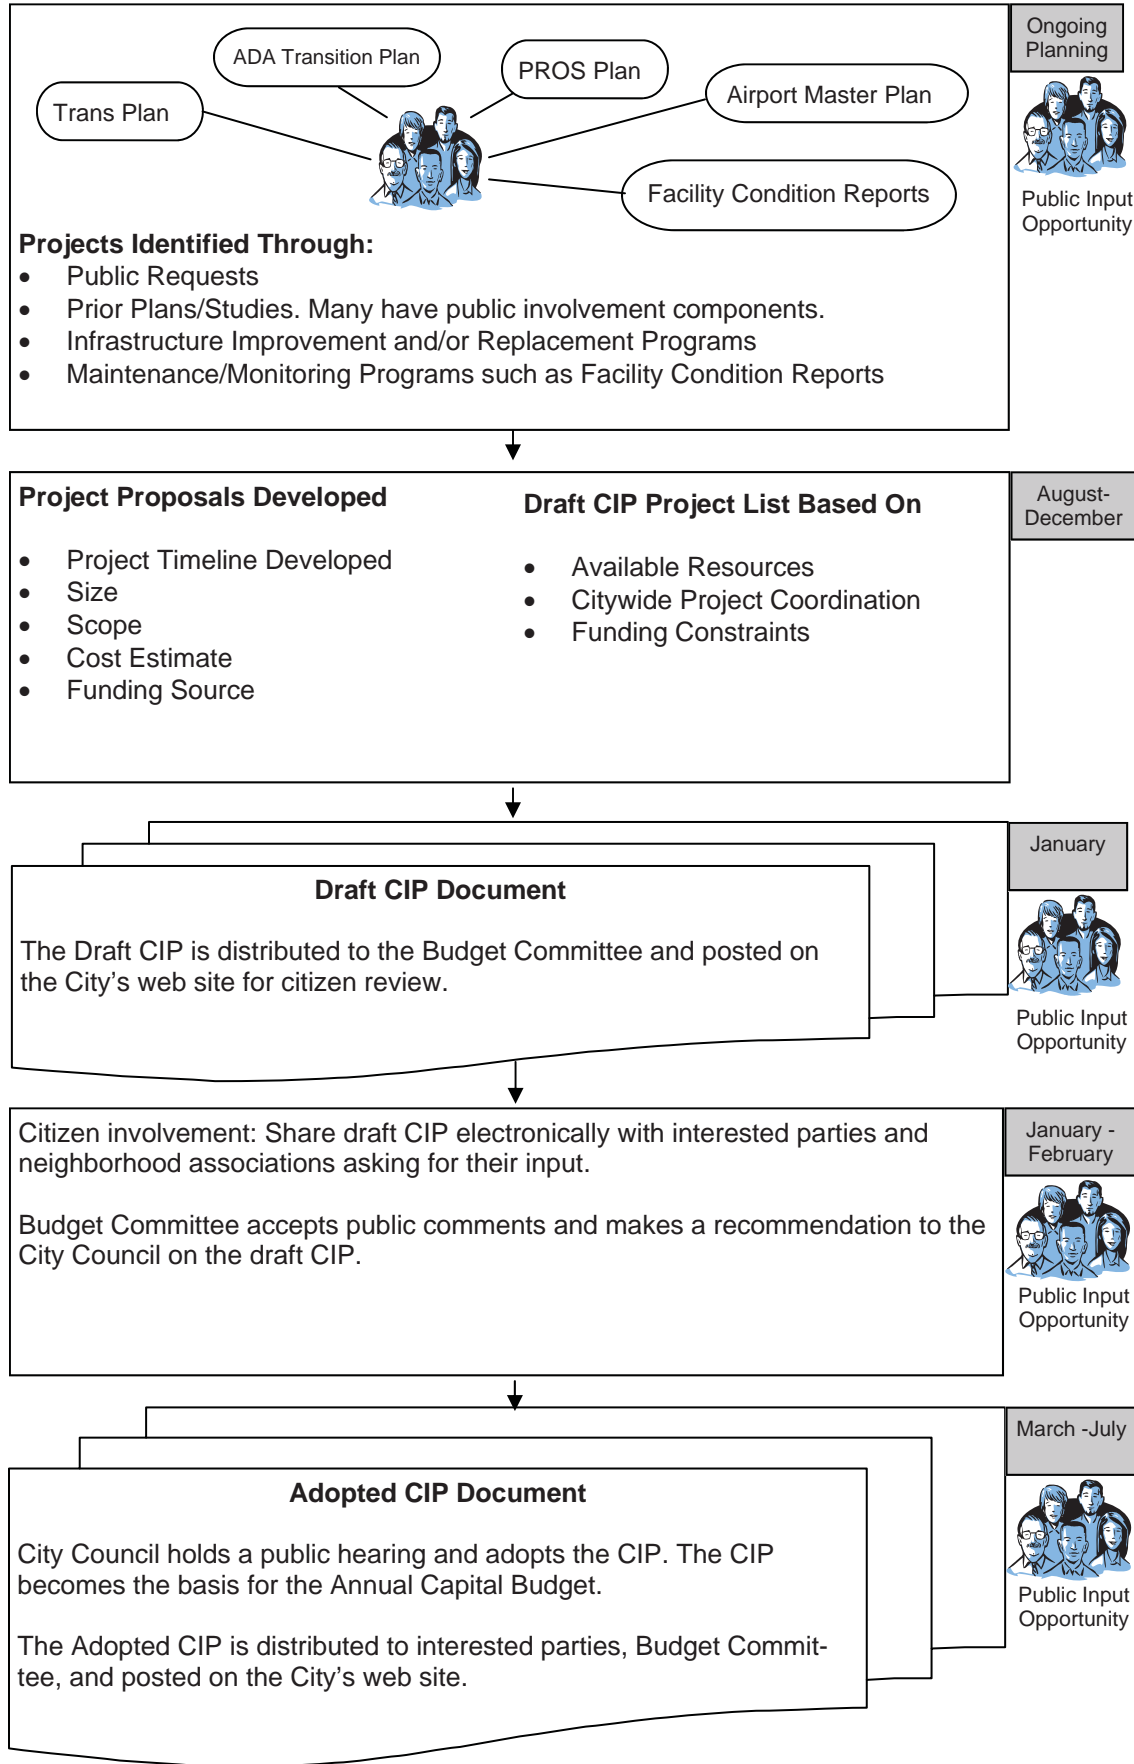 Ongoing
Planning
ADA Transition Plan
PROS Plan
Trans Plan
Airport Master Plan
Facility Condition Reports
Public Input
Opportunity
Projects Identified Through:
• Public Requests
• Prior Plans/Studies. Many have public involvement components.
• Infrastructure Improvement and/or Replacement Programs
• Maintenance/Monitoring Programs such as Facility Condition Reports
August-
December
Project Proposals Developed
• Project Timeline Developed
• Size
• Scope
• Cost Estimate
• Funding Source
Draft CIP Project List Based On
• Available Resources
• Citywide Project Coordination
• Funding Constraints
January
Draft CIP Document
The Draft CIP is distributed to the Budget Committee and posted on
the City's web site for citizen review.
Public Input
Opportunity
January -
February
Citizen involvement: Share draft CIP electronically with interested parties and
neighborhood associations asking for their input.
Budget Committee accepts public comments and makes a recommendation to the
City Council on the draft CIP.
Public Input
Opportunity
March -July
Adopted CIP Document
City Council holds a public hearing and adopts the CIP. The CIP
becomes the basis for the Annual Capital Budget.
The Adopted CIP is distributed to interested parties, Budget Commit-
tee, and posted on the City's web site.
Public Input
Opportunity